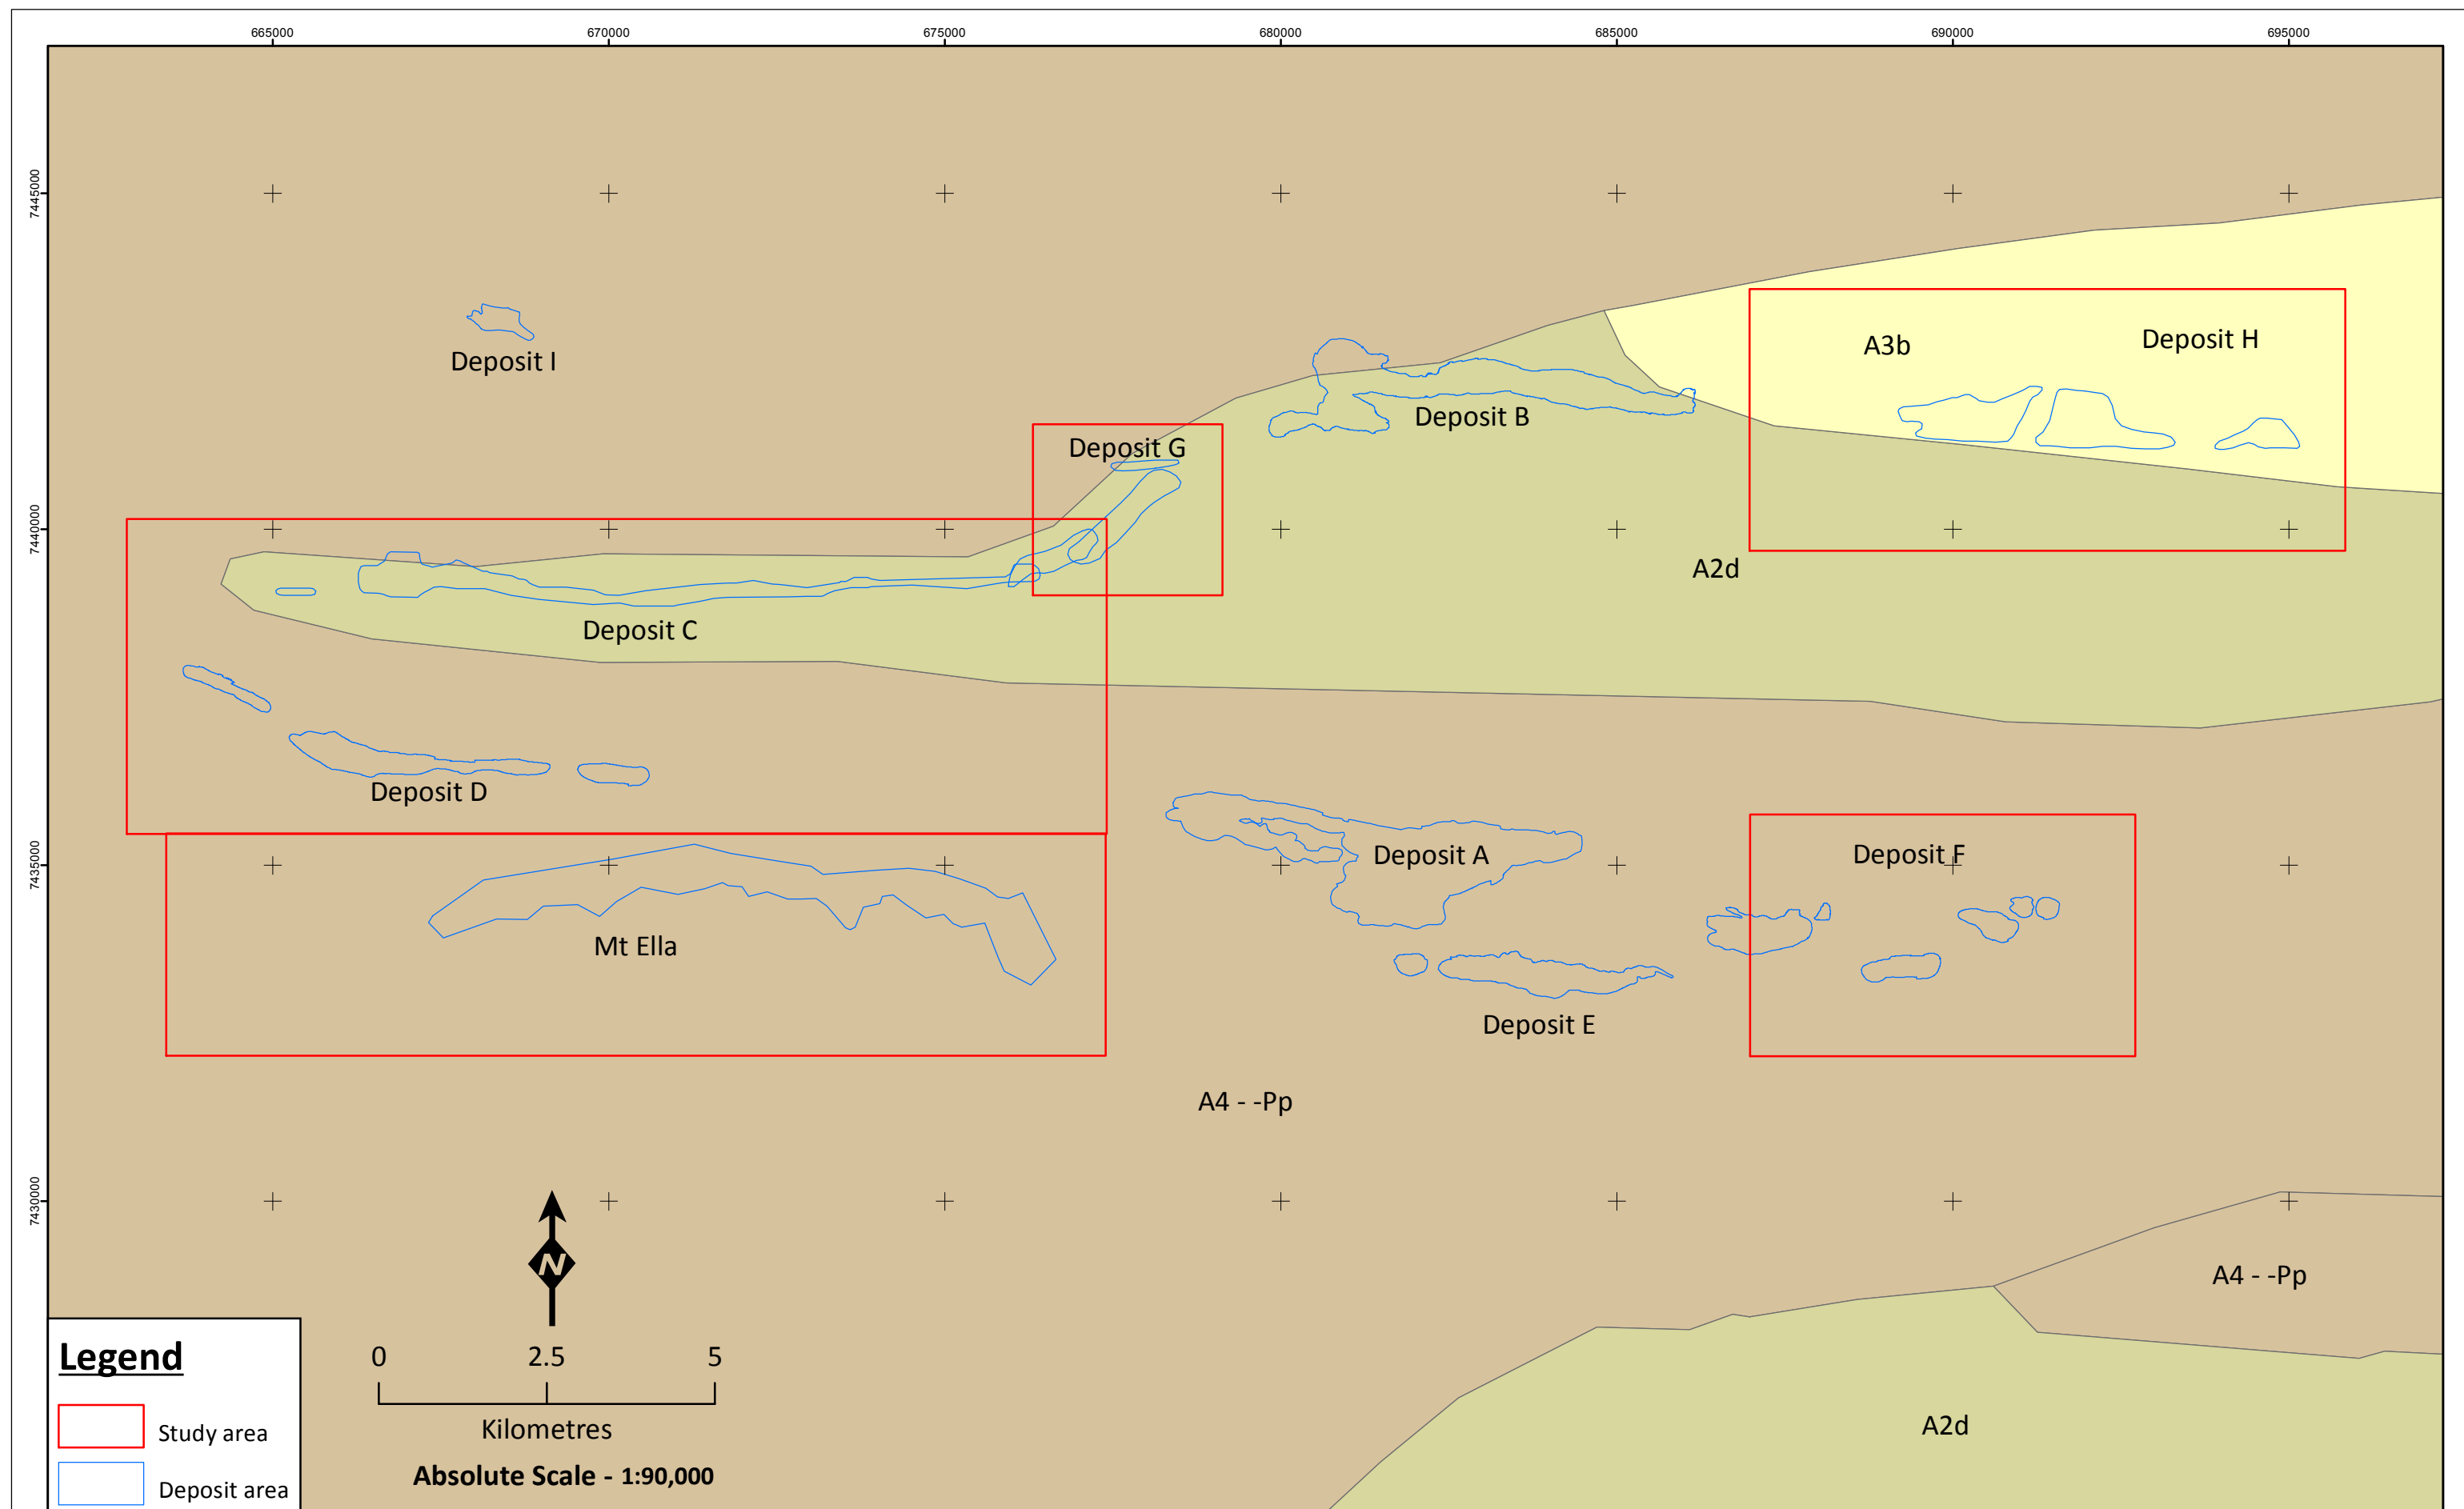 665000 670000 675000 680000 685000 690000 695000
7445000
Deposit I
A3b
Deposit H
Deposit B
Deposit G
7440000
A2d
Deposit C
Deposit D
7435000
Deposit A
Deposit F
Mt Ella
Deposit E
A4 - -Pp
7430000
N
A4 - -Pp
0 2.5 5
Kilometres
Absolute Scale - 1:90,000
A2d
Legend
Study area
Deposit area